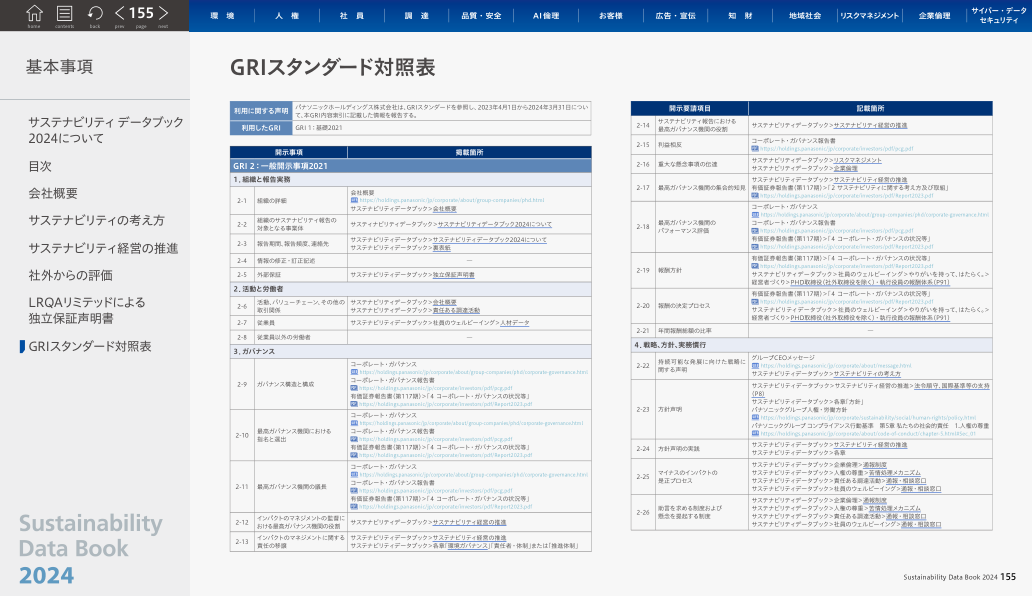 home contents back prev 155 page next
環 境 人 権 社 員 調 達 品質・安全 AI倫理 お客様 広告・宣伝 知 財 地域社会 リスクマネジメント 企業倫理 サイバー・データセキュリティ
基本事項
サステナビリティ データブック
2024について
目次
会社概要
サステナビリティの考え方
サステナビリティ経営の推進
社外からの評価
LRQAリミテッドによる
独立保証声明書
GRIスタンダード対照表
Sustainability
Data Book
2024
GRIスタンダード対照表
利用に関する声明 パナソニックホールディングス株式会社は、GRIスタンダードを参照し、2023年4月1日から2024年3月31日について、本GRI内容索引に記載した情報を報告する。
利用したGRI GRI 1：基礎2021
開示事項 掲載箇所
GRI 2：一般開示事項2021
1. 組織と報告実務
2-1 組織の詳細 会社概要
https://holdings.panasonic/jp/corporate/about/group-companies/phd.html
サステナビリティデータブック>会社概要
2-2 組織のサステナビリティ報告の対象となる事業体 サスティナビリティデータブック>サステナビリティデータブック2024について
2-3 報告期間、報告頻度、連絡先 サステナビリティデータブック>サステナビリティデータブック2024について
サステナビリティデータブック>裏表紙
2-4 情報の修正・訂正記述 ―
2-5 外部保証 サステナビリティデータブック>独立保証声明書
2. 活動と労働者
2-6 活動、バリューチェーン、その他の取引関係 サステナビリティデータブック>会社概要
サステナビリティデータブック>責任ある調達活動
2-7 従業員 サステナビリティデータブック>社員のウェルビーイング>人材データ
2-8 従業員以外の労働者 ―
3. ガバナンス
2-9 ガバナンス構造と構成 コーポレート・ガバナンス
https://holdings.panasonic/jp/corporate/about/group-companies/phd/corporate-governance.html
コーポレート・ガバナンス報告書
https://holdings.panasonic/jp/corporate/investors/pdf/pcg.pdf
有価証券報告書(第117期)>「4 コーポレート・ガバナンスの状況等」
https://holdings.panasonic/jp/corporate/investors/pdf/Report2023.pdf
2-10 最高ガバナンス機関における指名と選出 コーポレート・ガバナンス
https://holdings.panasonic/jp/corporate/about/group-companies/phd/corporate-governance.html
コーポレート・ガバナンス報告書
https://holdings.panasonic/jp/corporate/investors/pdf/pcg.pdf
有価証券報告書(第117期)>「4 コーポレート・ガバナンスの状況等」
https://holdings.panasonic/jp/corporate/investors/pdf/Report2023.pdf
2-11 最高ガバナンス機関の議長 コーポレート・ガバナンス
https://holdings.panasonic/jp/corporate/about/group-companies/phd/corporate-governance.html
コーポレート・ガバナンス報告書
https://holdings.panasonic/jp/corporate/investors/pdf/pcg.pdf
有価証券報告書(第117期)>「4 コーポレート・ガバナンスの状況等」
https://holdings.panasonic/jp/corporate/investors/pdf/Report2023.pdf
2-12 インパクトのマネジメントの監督における最高ガバナンス機関の役割 サステナビリティデータブック>サステナビリティ経営の推進
2-13 インパクトのマネジメントに関する責任の移譲 サステナビリティデータブック>サステナビリティ経営の推進
サステナビリティデータブック>各章「環境ガバナンス」「責任者・体制」または「推進体制」
開示要請項目 記載箇所
2-14 サステナビリティ報告における最高ガバナンス機関の役割 サステナビリティデータブック>サステナビリティ経営の推進
2-15 利益相反 コーポレート・ガバナンス報告書
https://holdings.panasonic/jp/corporate/investors/pdf/pcg.pdf
2-16 重大な懸念事項の伝達 サステナビリティデータブック>リスクマネジメント
サステナビリティデータブック>企業倫理
2-17 最高ガバナンス機関の集合的知見 サステナビリティデータブック>サステナビリティ経営の推進
有価証券報告書(第117期)>「2 サステナビリティに関する考え方及び取組」
https://holdings.panasonic/jp/corporate/investors/pdf/Report2023.pdf
2-18 最高ガバナンス機関のパフォーマンス評価 コーポレート・ガバナンス
https://holdings.panasonic/jp/corporate/about/group-companies/phd/corporate-governance.html
コーポレート・ガバナンス報告書
https://holdings.panasonic/jp/corporate/investors/pdf/pcg.pdf
有価証券報告書(第117期)>「4 コーポレート・ガバナンスの状況等」
https://holdings.panasonic/jp/corporate/investors/pdf/Report2023.pdf
2-19 報酬方針 有価証券報告書(第117期)>「4 コーポレート・ガバナンスの状況等」
https://holdings.panasonic/jp/corporate/investors/pdf/Report2023.pdf
サステナビリティデータブック>社員のウェルビーイング>やりがいを持って、はたらく。>
経営者づくり>PHD取締役(社外取締役を除く)・執行役員の報酬体系(P91)
2-20 報酬の決定プロセス 有価証券報告書(第117期)>「4 コーポレート・ガバナンスの状況等」
https://holdings.panasonic/jp/corporate/investors/pdf/Report2023.pdf
サステナビリティデータブック>社員のウェルビーイング>やりがいを持って、はたらく。>
経営者づくり>PHD取締役(社外取締役を除く)・執行役員の報酬体系(P91)
2-21 年間報酬総額の比率 ―
4. 戦略、方針、実務慣行
2-22 持続可能な発展に向けた戦略に関する声明 グループCEOメッセージ
https://holdings.panasonic/jp/corporate/about/message.html
サステナビリティデータブック>サステナビリティの考え方
2-23 方針声明 サステナビリティデータブック>サステナビリティ経営の推進>法令順守、国際基準等の支持(P8)
サステナビリティデータブック>各章「方針」
パナソニックグループ人権・労働方針
https://holdings.panasonic/jp/corporate/sustainability/social/human-rights/policy.html
パナソニックグループ コンプライアンス行動基準 第5章 私たちの社会的責任 1.人権の尊重
2-24 方針声明の実践 サステナビリティデータブック>サステナビリティ経営の推進
サステナビリティデータブック>各章
2-25 マイナスのインパクトの是正プロセス サステナビリティデータブック>企業倫理>通報制度
サステナビリティデータブック>人権の尊重>苦情処理メカニズム
サステナビリティデータブック>責任ある調達活動>通報・相談窓口
サステナビリティデータブック>社員のウェルビーイング>通報・相談窓口
2-26 助言を求める制度および懸念を提起する制度 サステナビリティデータブック>企業倫理>通報制度
サステナビリティデータブック>人権の尊重>苦情処理メカニズム
サステナビリティデータブック>責任ある調達活動>通報・相談窓口
サステナビリティデータブック>社員のウェルビーイング>通報・相談窓口
Sustainability Data Book 2024 155